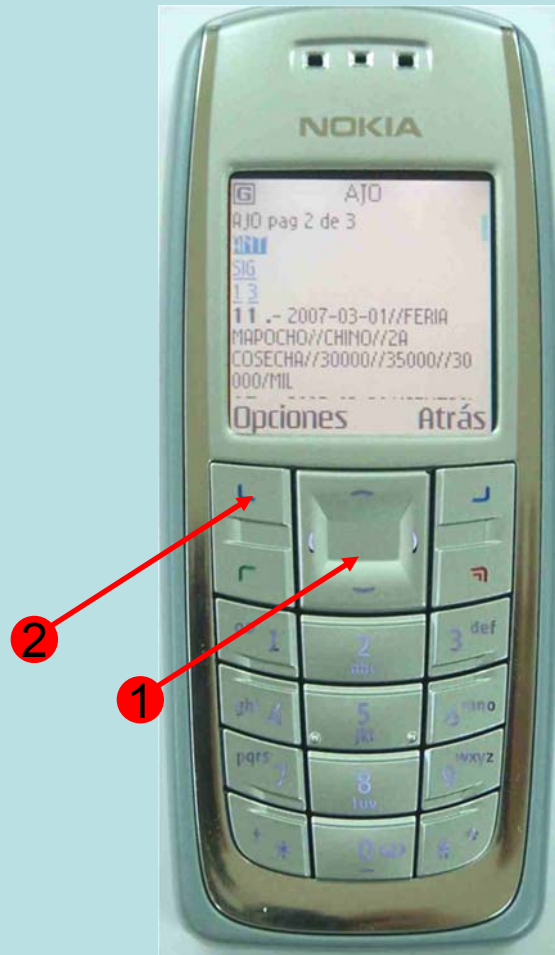 NOKIA
G AJO
AJO pag 2 de 3
ANT
SIG
1 3
11 .- 2007-03-01//FERIA
MAPOCHO//CHINO//2A
COSECHA//30000//35000//30
000/MIL
Opciones Atrás
1
2
1
2
3 def
ghi 4
5
jkl
6 mno
pqrs 7
8
tuv
9 wxyz
*
0
#